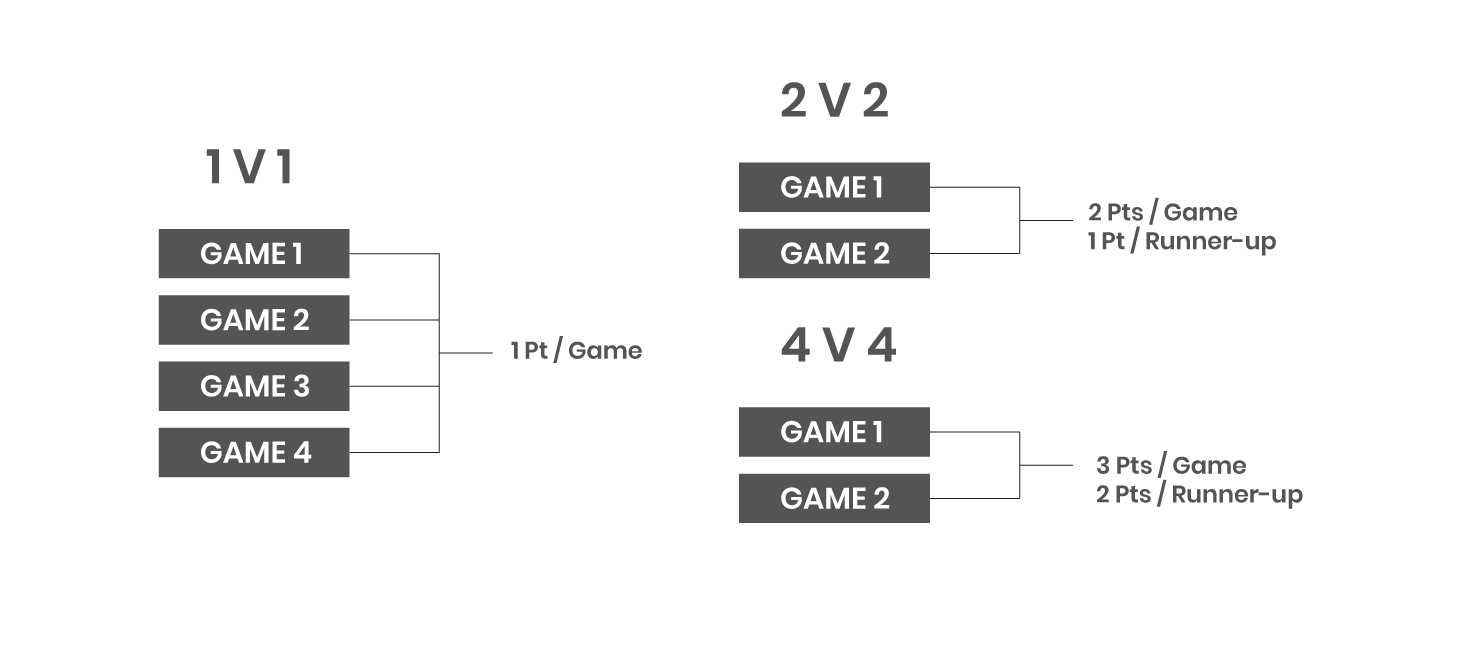 1 V 1
GAME 1
GAME 2
GAME 3
GAME 4
1 Pt / Game
2 V 2
GAME 1
GAME 2
2 Pts / Game
1 Pt / Runner-up
4 V 4
GAME 1
GAME 2
3 Pts / Game
2 Pts / Runner-up